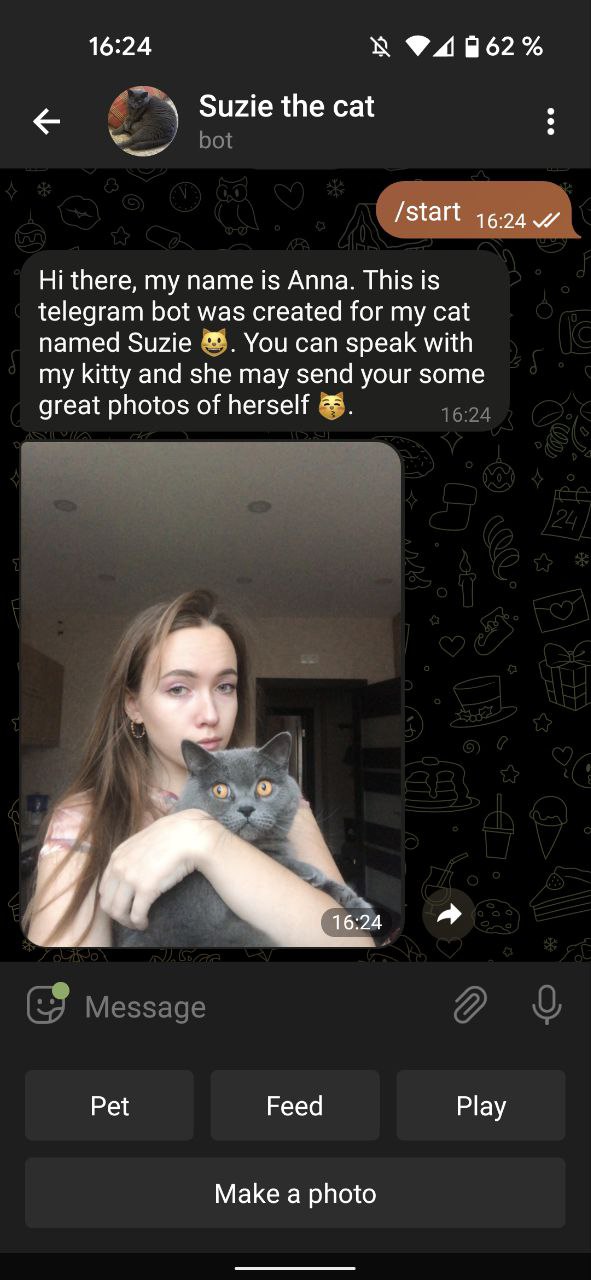 16:24
62 %
Suzie the cat
bot
/start 16:24
Hi there, my name is Anna. This is
telegram bot was created for my cat
named Suzie 😺. You can speak with
my kitty and she may send your some
great photos of herself 😽.
16:24
24
16:24
Message
Pet Feed Play
Make a photo